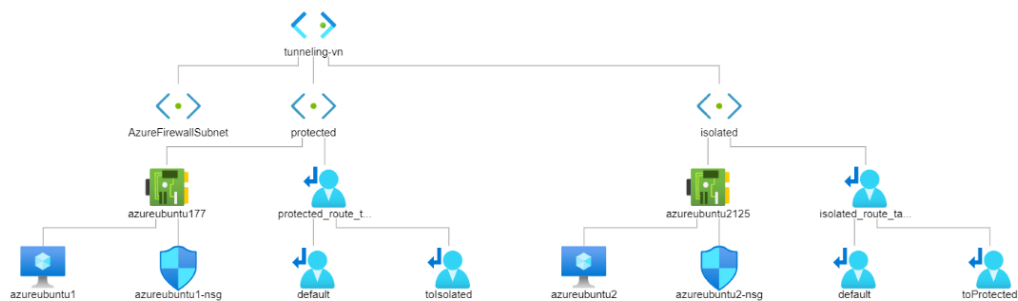 tunneling-vn
AzureFirewallSubnet
protected
isolated
azureubuntu177
protected_route_t...
azureubuntu2125
isolated_route_ta...
azureubuntu1
azureubuntu1-nsg
default
toIsolated
azureubuntu2
azureubuntu2-nsg
default
toProtected